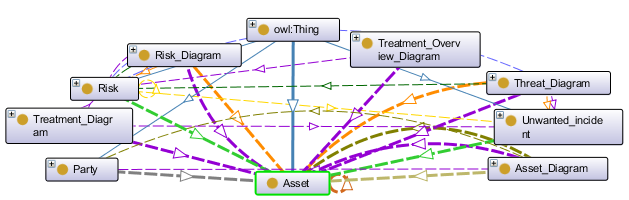 owl:Thing
Risk_Diagram
Treatment_Overv
iew_Diagram
Risk
Threat_Diagram
Treatment_Diagr
am
Unwanted_incide
nt
Party
Asset
Asset_Diagram